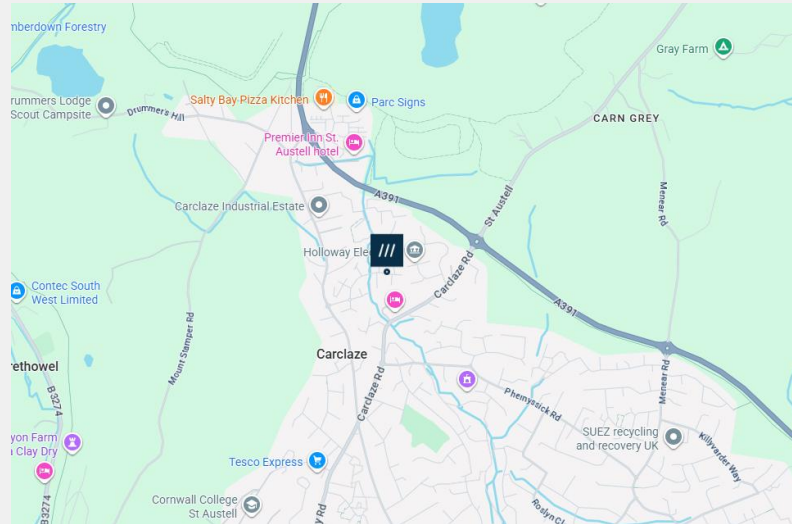 mberdown Forestry
Gray Farm
Salty Bay Pizza Kitchen
Parc Signs
rummers Lodge
Scout Campsite
Drummer's Hill
CARN GREY
Premier Inn St.
Austell hotel
A391
Menear Rd
Carclaze Industrial Estate
St Austell
Holloway Ele
///
Carclaze Rd
Contec South
West Limited
A391
Mount Stamper Rd
Carclaze
rethowel
B3274
Menear Rd
Carclaze Rd
Phernyssick Rd
yon Farm
a Clay Dry
SUEZ recycling
and recovery UK
Killyvarder Way
Tesco Express
B3274
Cornwall College
St Austell
y Rd
Roslyn Cl